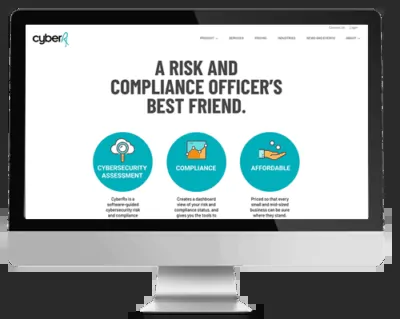 Contact Us Login
cyber
PRODUCT SERVICES PRICING INDUSTRIES NEWS AND EVENTS ABOUT
A RISK AND
COMPLIANCE OFFICER'S
BEST FRIEND.
CYBERSECURITY
ASSESSMENT
COMPLIANCE
AFFORDABLE
Cyberfix is a
software-guided
cybersecurity risk
and compliance
Creates a dashboard
view of your risk and
compliance status, and
gives you the tools to
Priced so that every
small and mid-sized
business can be sure
where they stand.